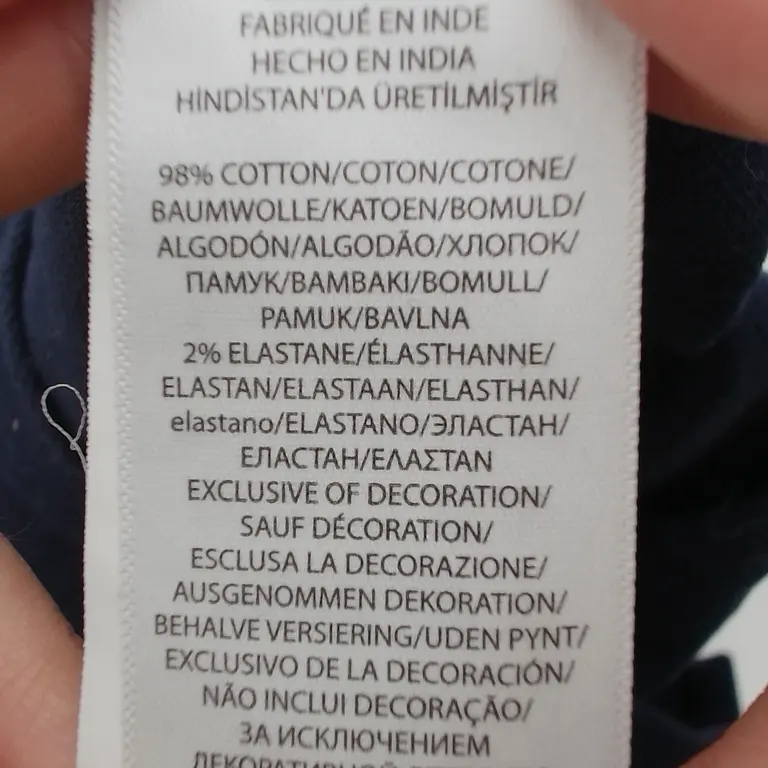 FABRIQUÉ EN INDE
HECHO EN INDIA
HİNDİSTAN'DA ÜRETİLMİŞTİR
98% COTTON/COTON/COTONE/
BAUMWOLLE/KATOEN/BOMULD/
ALGODÓN/ALGODÃO/ХЛОПОК/
ПАМУК/BAMBAKI/BOMULL/
PAMUK/BAVLNA
2% ELASTANE/ÉLASTHANNE/
ELASTAN/ELASTAAN/ELASTHAN/
elastano/ELASTANO/ЭЛАСТАН/
ЕЛАСТАН/ΕΛΑΣΤΑΝ
EXCLUSIVE OF DECORATION/
SAUF DÉCORATION/
ESCLUSA LA DECORAZIONE/
AUSGENOMMEN DEKORATION/
BEHALVE VERSIERING/UDEN PYNT/
EXCLUSIVO DE LA DECORACIÓN/
NÃO INCLUI DECORAÇÃO/
ЗА ИСКЛЮЧЕНИЕМ